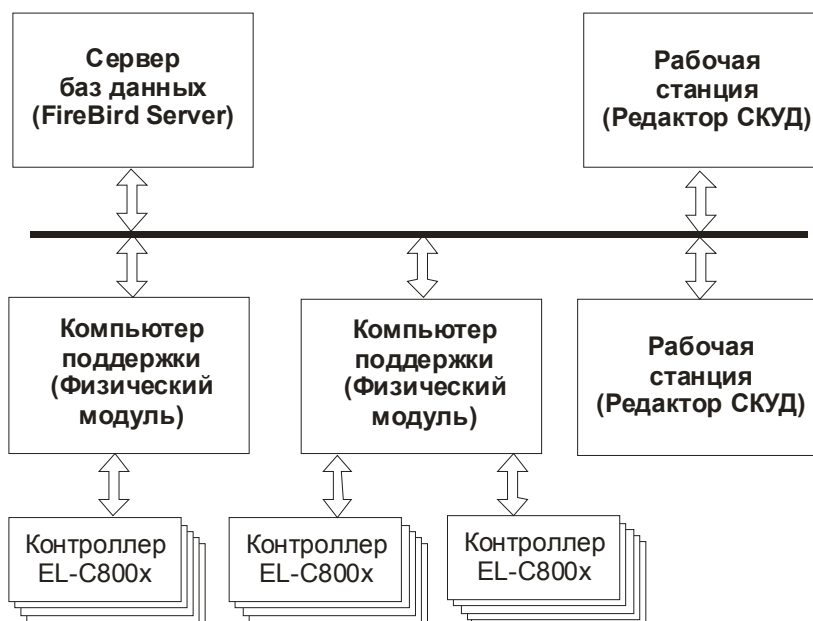 Сервер
баз данных
(FireBird Server)
Рабочая
станция
(Редактор СКУД)
Компьютер
поддержки
(Физический
модуль)
Компьютер
поддержки
(Физический
модуль)
Рабочая
станция
(Редактор СКУД)
Контроллер
EL-C800x
Контроллер
EL-C800x
Контроллер
EL-C800x